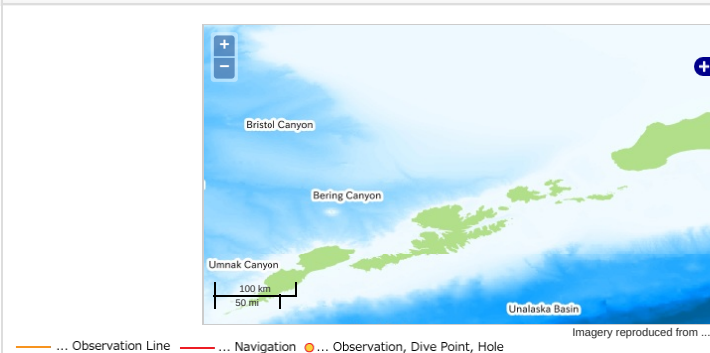 +
−
+
Bristol Canyon
Bering Canyon
Umnak Canyon
100 km
50 mi
Unalaska Basin
Imagery reproduced from ...
... Observation Line ... Navigation ... Observation, Dive Point, Hole